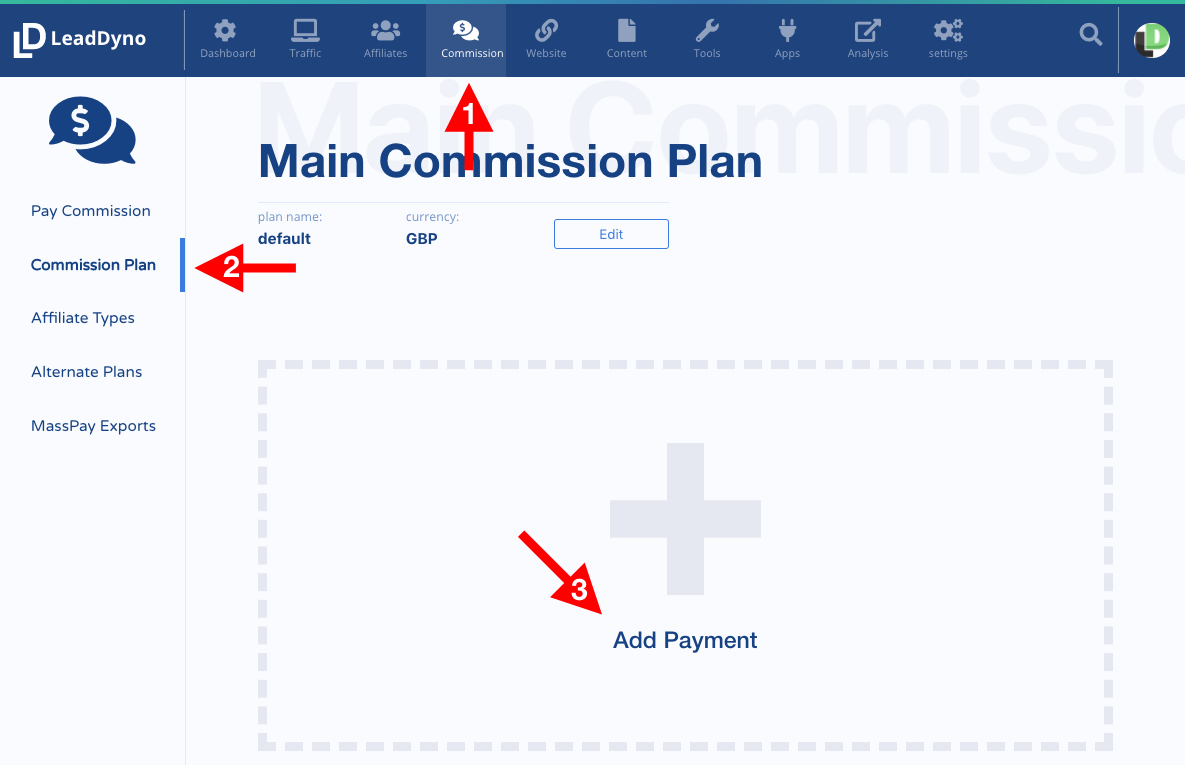 LeadDyno
Dashboard Traffic Affiliates Commission Website Content Tools Apps Analysis settings
1
Main Commissio
Main Commission Plan
plan name: currency:
default GBP Edit
$
Pay Commission
Commission Plan
2
Affiliate Types
Alternate Plans
MassPay Exports
3
Add Payment